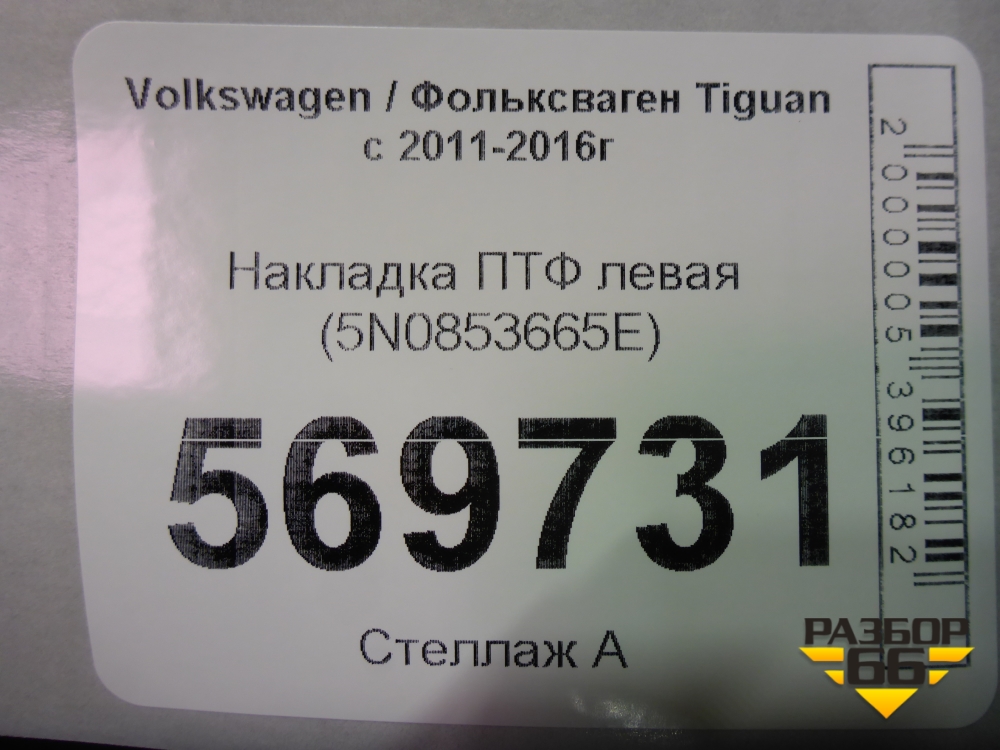 Volkswagen / Фольксваген Tiguan
с 2011-2016г
Накладка ПТФ левая
(5N0853665E)
569731
Стеллаж А
2000005396182
РАЗБОР
66